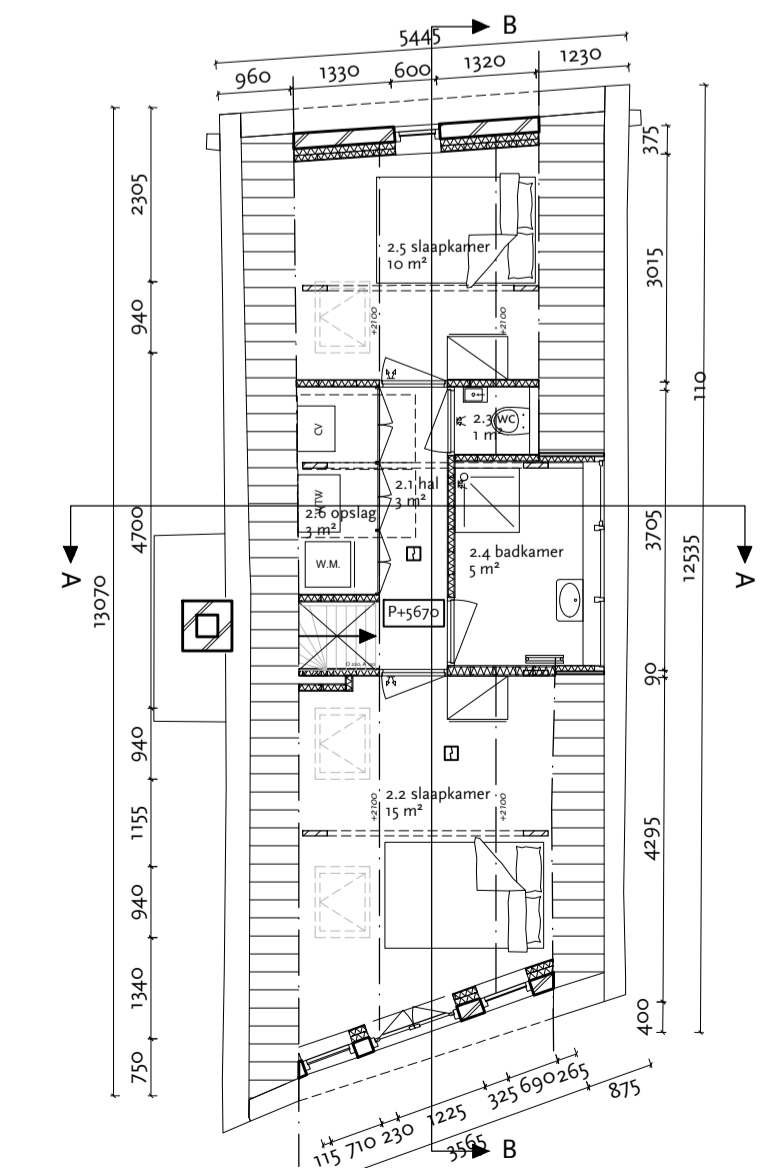 B
5445
960
1330
600
1320
1230
375
2305
2.5 slaapkamer
10 m²
3015
940
+2100
+2100
110
CV
2.3 WC
1 m²
2.1 hal
3 m²
WTW
2.6 opslag
3 m²
4700
3705
12535
W.M.
2.4 badkamer
5 m²
A
A
13070
P+5670
90
940
2.2 slaapkamer
15 m²
+2100
+2100
1155
4295
940
1340
400
750
115
710
230
1225
325
690
265
875
3565
B